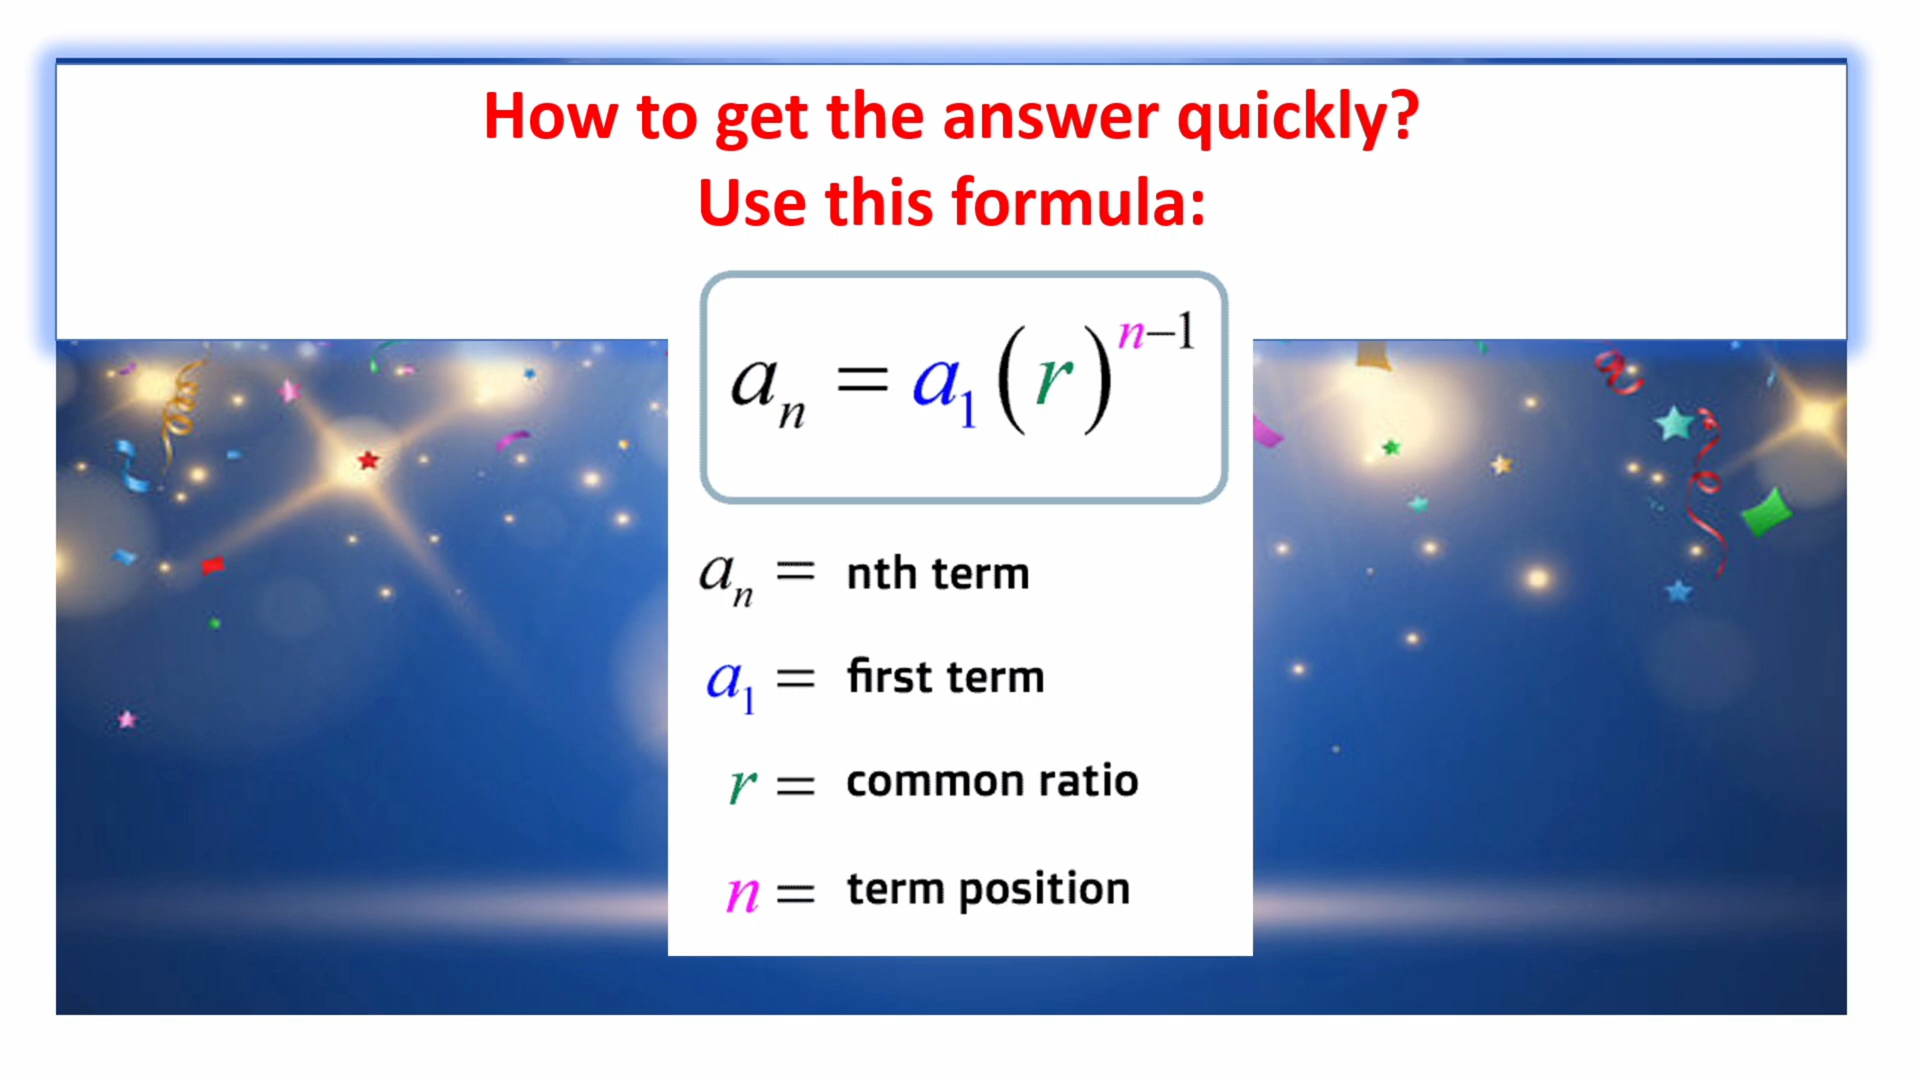 How to get the answer quickly?
Use this formula:
aₙ = a₁(r)ⁿ⁻¹
aₙ = nth term
a₁ = first term
r = common ratio
n = term position